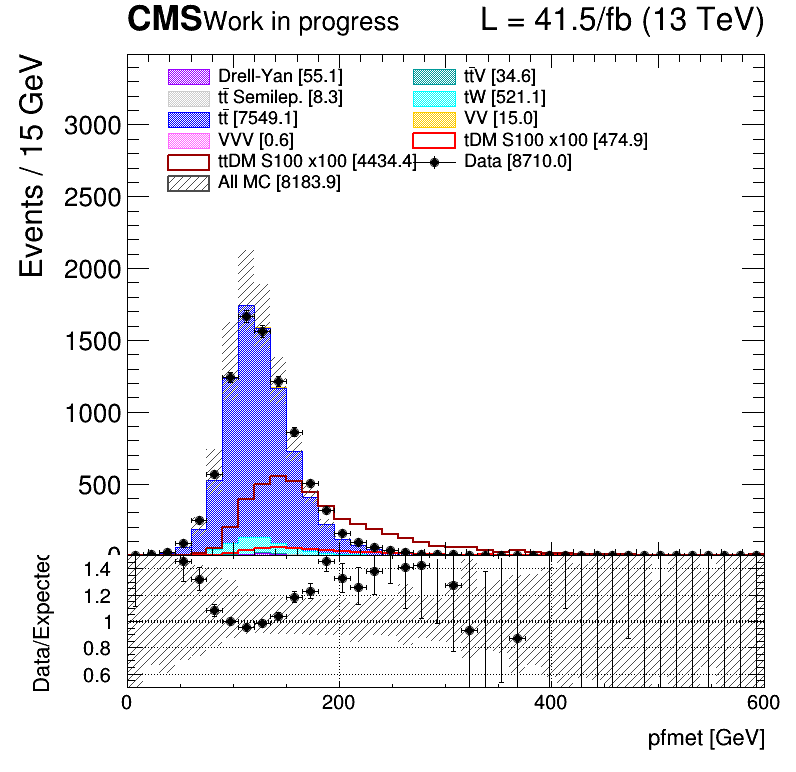 CMS Work in progress L = 41.5/fb (13 TeV)
Events / 15 GeV
Drell-Yan [55.1] ttV [34.6]
tt̄ Semilep. [8.3] tW [521.1]
tt̄ [7549.1] VV [15.0]
VVV [0.6] tDM S100 x100 [474.9]
ttDM S100 x100 [4434.4] Data [8710.0]
All MC [8183.9]
3000
2500
2000
1500
1000
500
0
Data/Expected
1.4
1.2
1
0.8
0.6
0 200 400 600
pfmet [GeV]